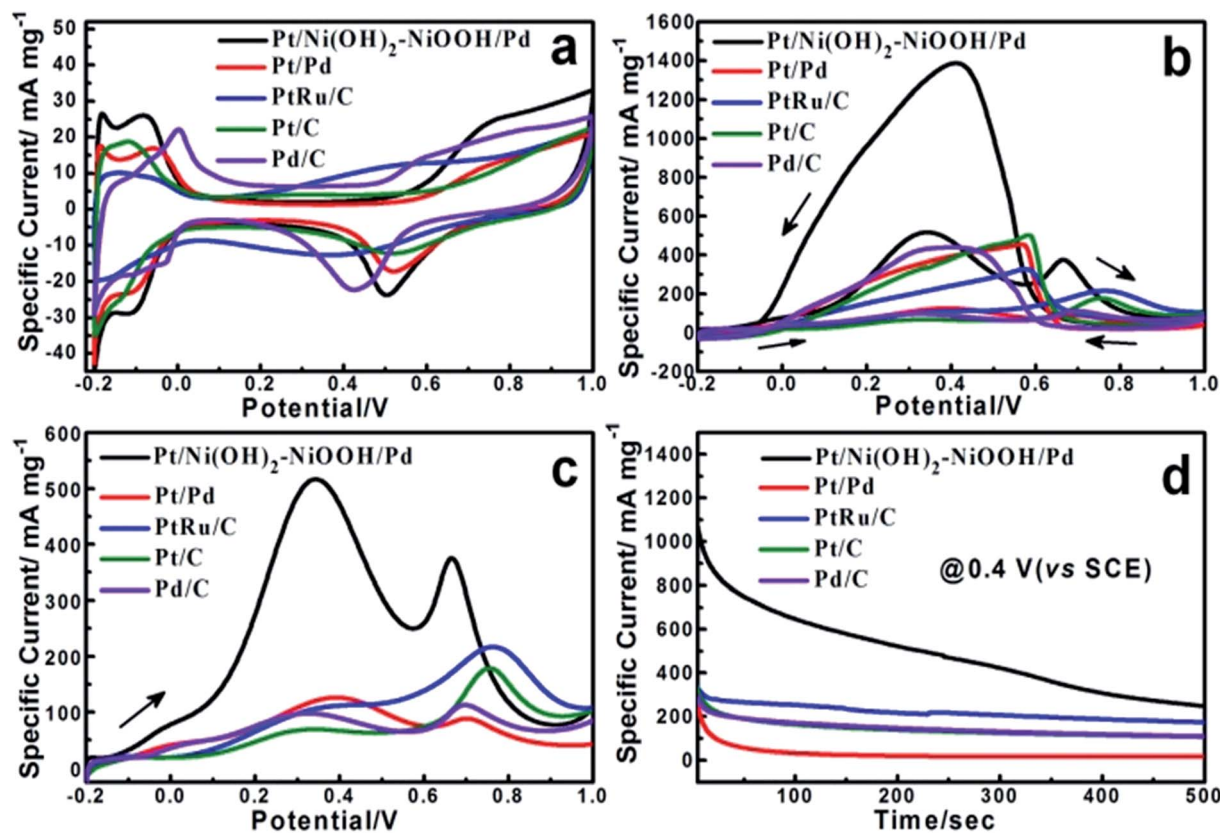 a
Specific Current/ mA mg⁻¹
50
40
30
20
10
0
-10
-20
-30
-40
Pt/Ni(OH)₂-NiOOH/Pd
Pt/Pd
PtRu/C
Pt/C
Pd/C
-0.2 0.0 0.2 0.4 0.6 0.8 1.0
Potential/V
b
Specific Current/ mA mg⁻¹
1600
1400
1200
1000
800
600
400
200
0
-200
Pt/Ni(OH)₂-NiOOH/Pd
Pt/Pd
PtRu/C
Pt/C
Pd/C
-0.2 0.0 0.2 0.4 0.6 0.8 1.0
Potential/V
c
Specific Current/ mA mg⁻¹
600
500
400
300
200
100
0
Pt/Ni(OH)₂-NiOOH/Pd
Pt/Pd
PtRu/C
Pt/C
Pd/C
-0.2 0.0 0.2 0.4 0.6 0.8 1.0
Potential/V
d
Specific Current/ mA mg⁻¹
1400
1200
1000
800
600
400
200
0
Pt/Ni(OH)₂-NiOOH/Pd
Pt/Pd
PtRu/C
Pt/C
Pd/C
@0.4 V(vs SCE)
100 200 300 400 500
Time/sec